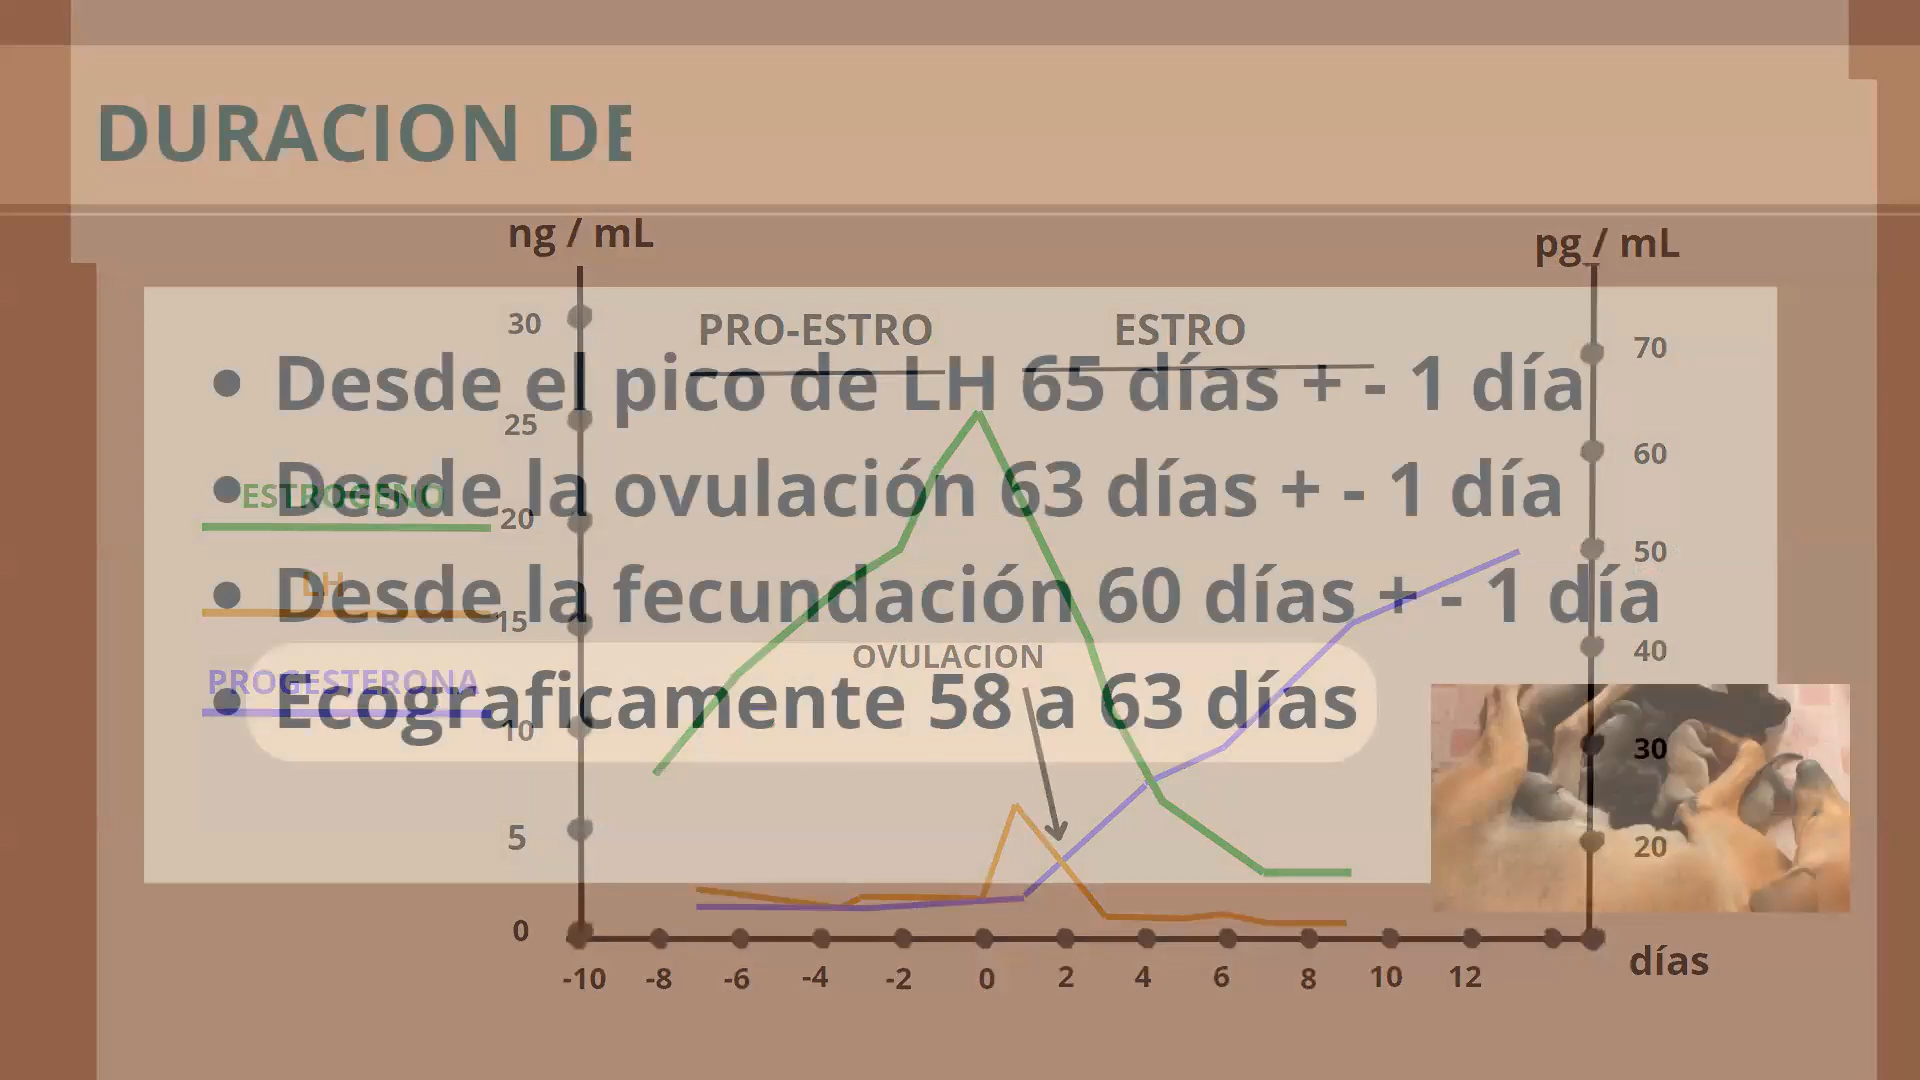 DURACION DE
ng / mL
pg / mL
PRO-ESTRO
ESTRO
30
25
20
15
10
5
0
70
60
50
40
30
20
• Desde el pico de LH 65 días + - 1 día
• Desde la ovulación 63 días + - 1 día
• Desde la fecundación 60 días + - 1 día
• Ecograficamente 58 a 63 días
ESTROGENO
LH
PROGESTERONA
OVULACION
-10 -8 -6 -4 -2 0 2 4 6 8 10 12
días